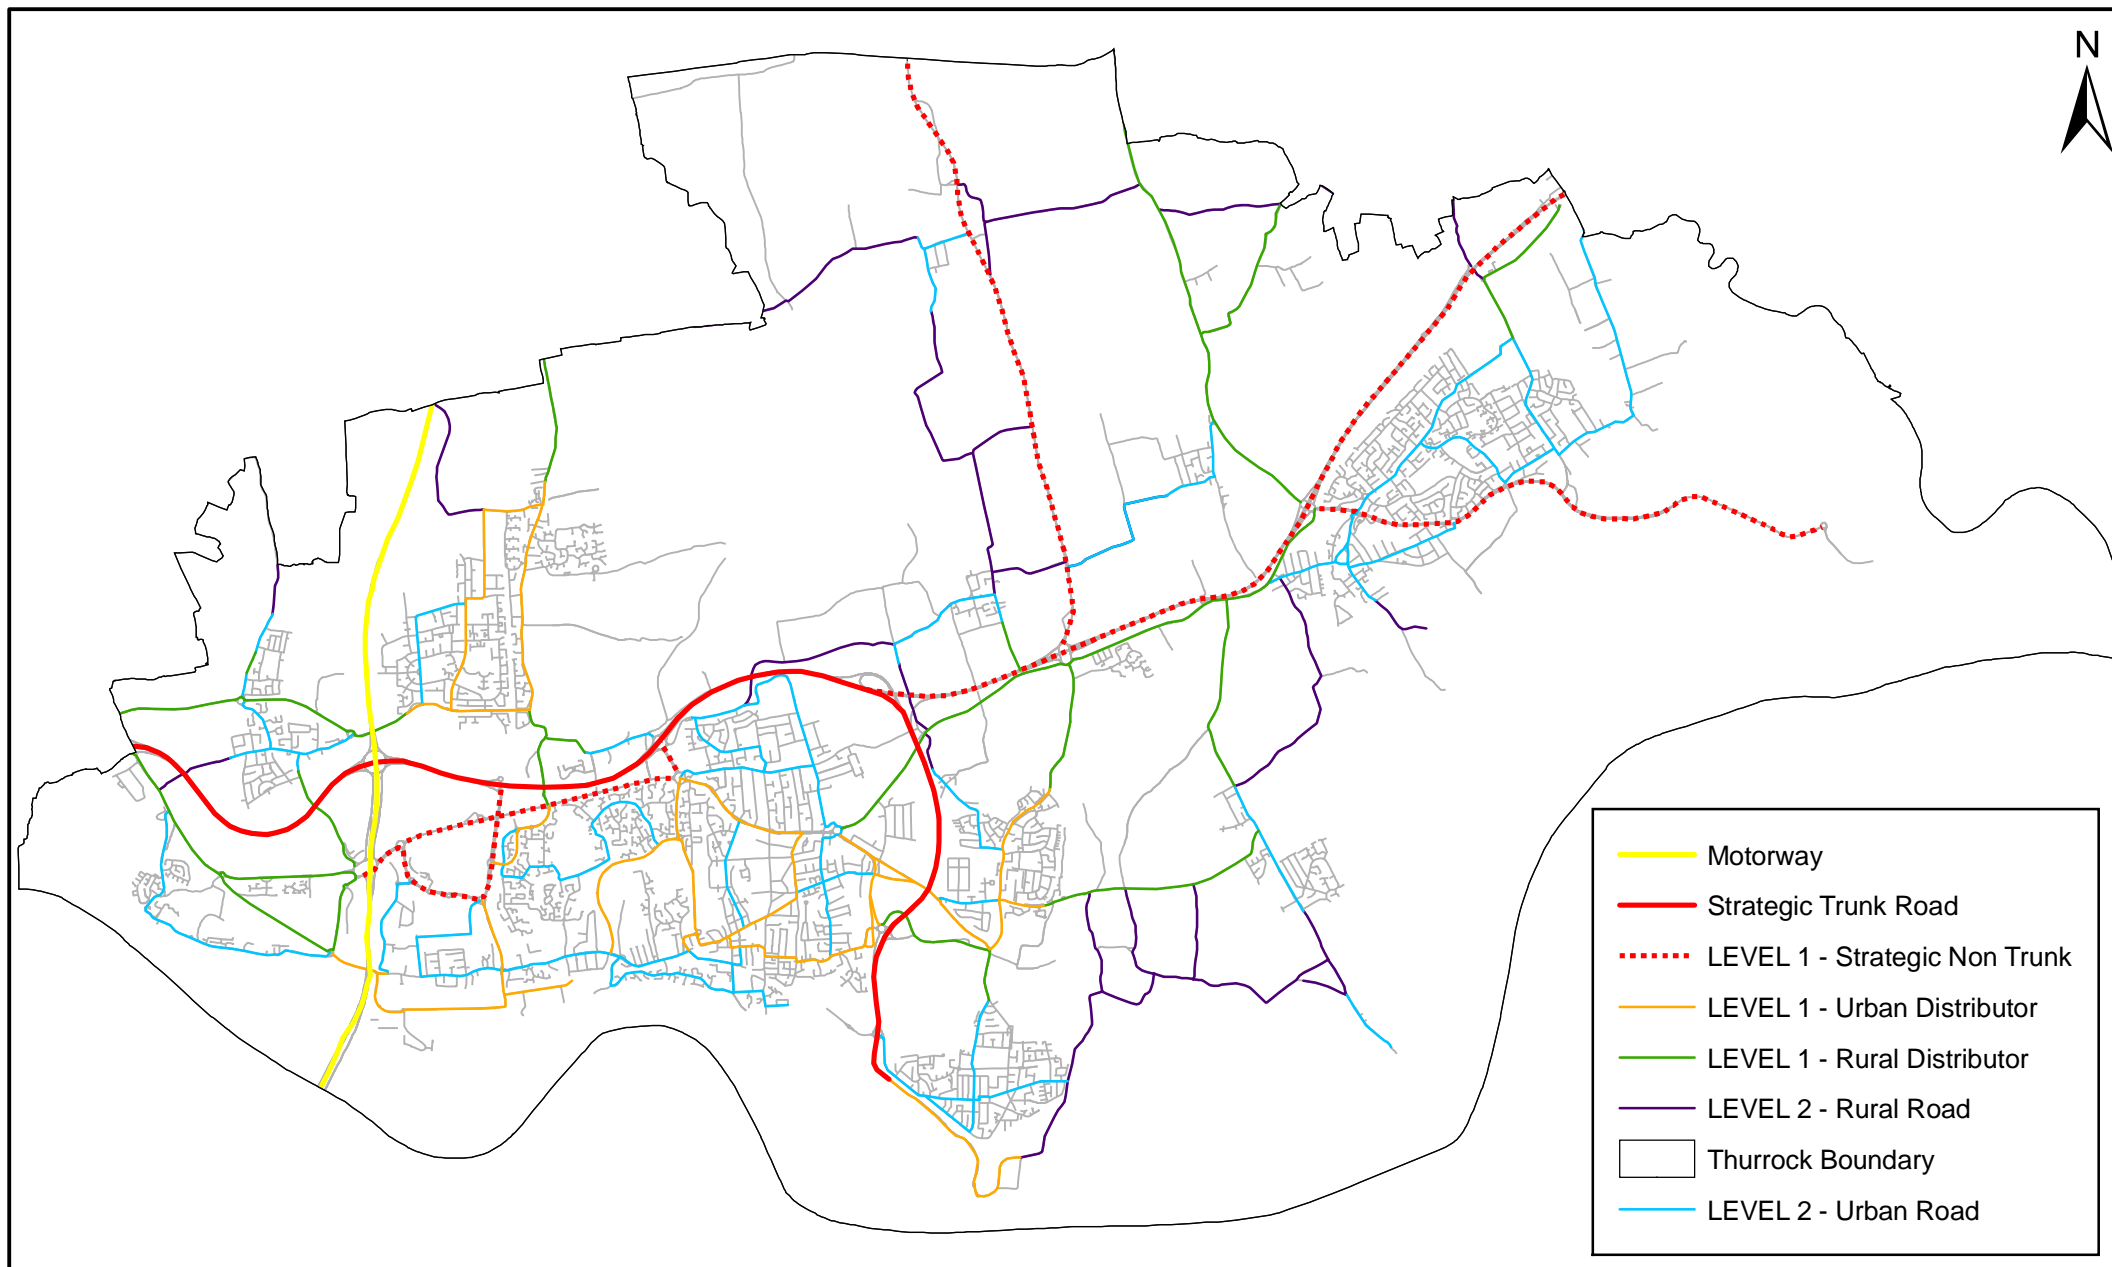 N
Motorway
Strategic Trunk Road
LEVEL 1 - Strategic Non Trunk
LEVEL 1 - Urban Distributor
LEVEL 1 - Rural Distributor
LEVEL 2 - Rural Road
Thurrock Boundary
LEVEL 2 - Urban Road